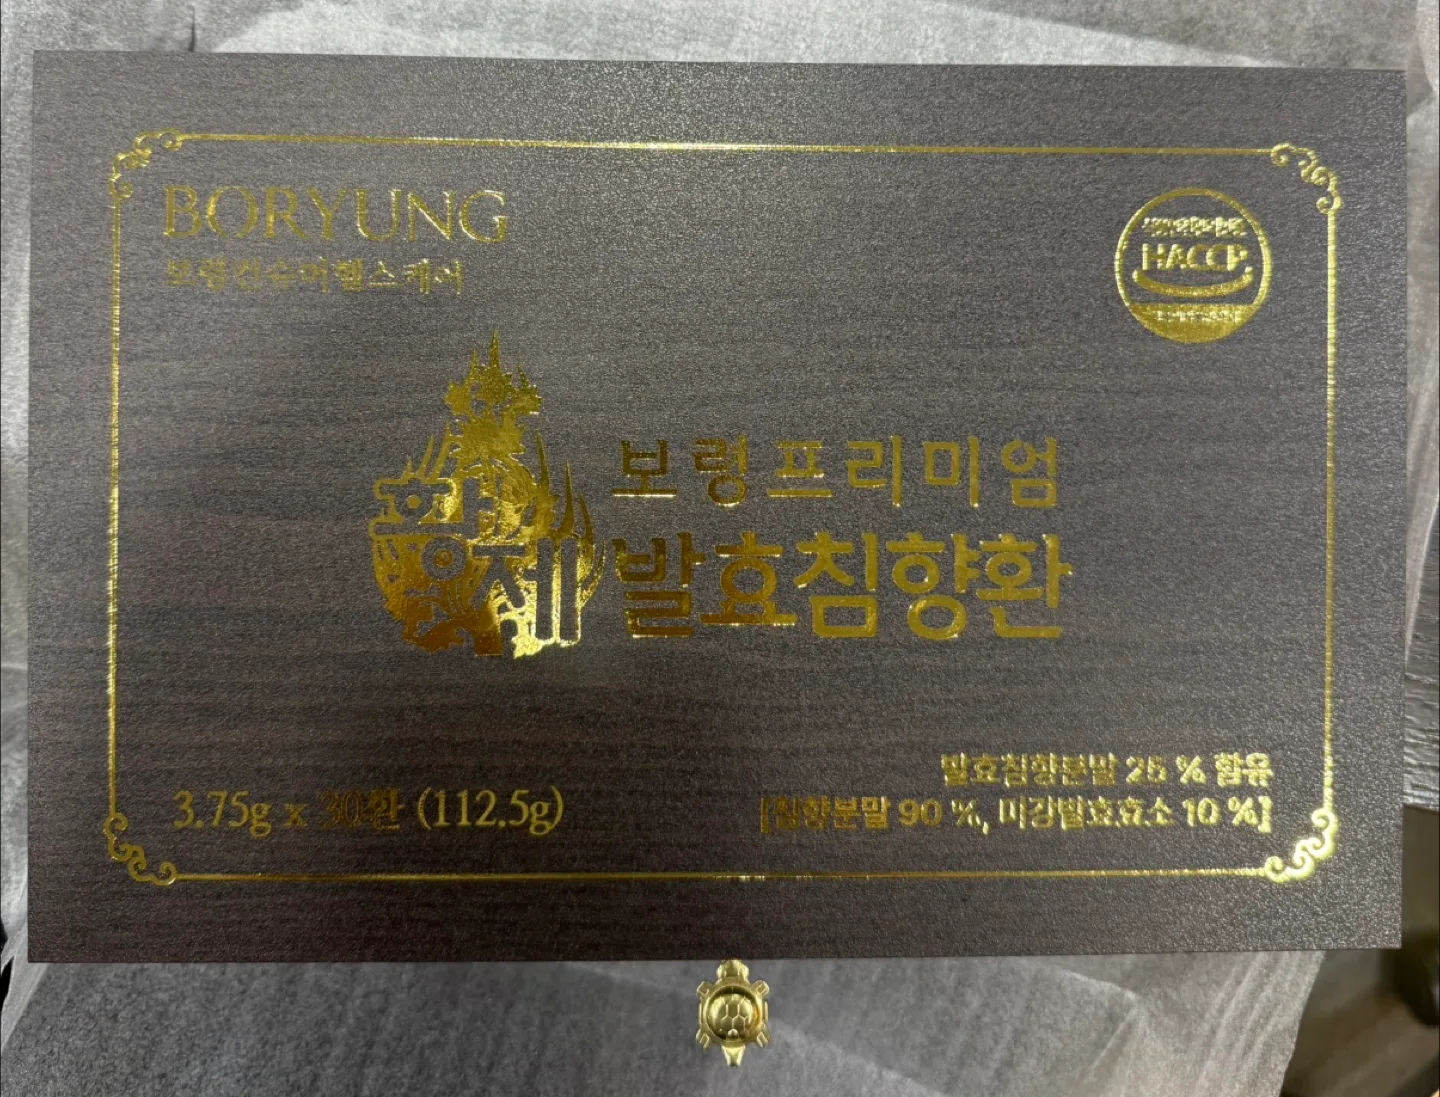 BORYUNG
보령컨슈머헬스케어
HACCP
황제
보령프리미엄
발효침향환
3.75g x 30환 (112.5g)
발효침향분말 25 % 함유
[침향분말 90 %, 미강발효효소 10 %]